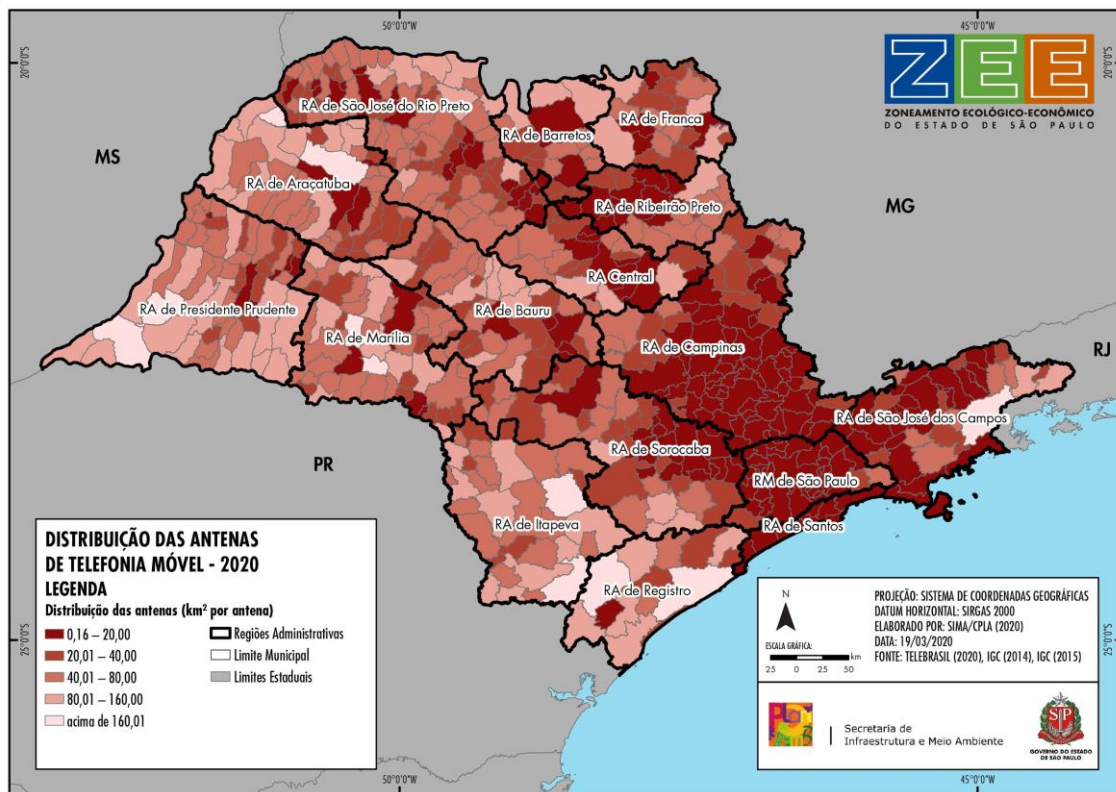 50°0'0"W
45°0'0"W
20°0'0"S
20°0'0"S
ZEE
ZONEAMENTO ECOLÓGICO-ECONÔMICO
DO ESTADO DE SÃO PAULO
MS
MG
RJ
PR
RA de São José do Rio Preto
RA de Barretos
RA de Franca
RA de Araçatuba
RA de Ribeirão Preto
RA Central
RA de Presidente Prudente
RA de Marília
RA de Bauru
RA de Campinas
RA de São José dos Campos
RA de Sorocaba
RM de São Paulo
RA de Itapeva
RA de Santos
RA de Registro
25°0'0"S
25°0'0"S
DISTRIBUIÇÃO DAS ANTENAS
DE TELEFONIA MÓVEL - 2020
LEGENDA
Distribuição das antenas (km² por antena)
0,16 – 20,00
20,01 – 40,00
40,01 – 80,00
80,01 – 160,00
acima de 160,01
Regiões Administrativas
Limite Municipal
Limites Estaduais
N
ESCALA GRÁFICA:
km
25 0 25 50
PROJEÇÃO: SISTEMA DE COORDENADAS GEOGRÁFICAS
DATUM HORIZONTAL: SIRGAS 2000
ELABORADO POR: SIMA/CPLA (2020)
DATA: 19/03/2020
FONTE: TELEBRASIL (2020), IGC (2014), IGC (2015)
Secretaria de
Infraestrutura e Meio Ambiente
GOVERNO DO ESTADO
DE SÃO PAULO
50°0'0"W
45°0'0"W